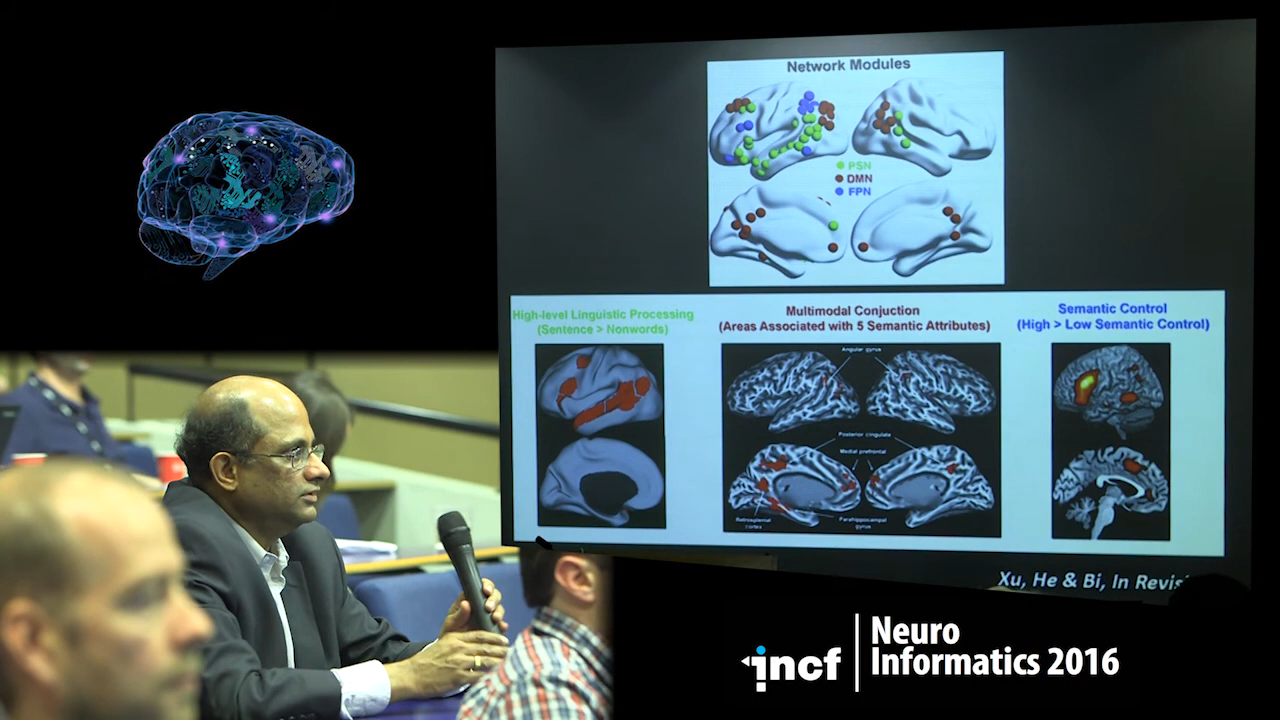 Network Modules
PSN
DMN
FPN
High-level Linguistic Processing
(Sentence > Nonwords)
Multimodal Conjuction
(Areas Associated with 5 Semantic Attributes)
Semantic Control
(High > Low Semantic Control)
Angular gyrus
Posterior cingulate
Medial prefrontal
Retrosplenial
cortex
Parahippocampal
gyrus
Xu, He & Bi, In Revis
incf
Neuro
Informatics 2016